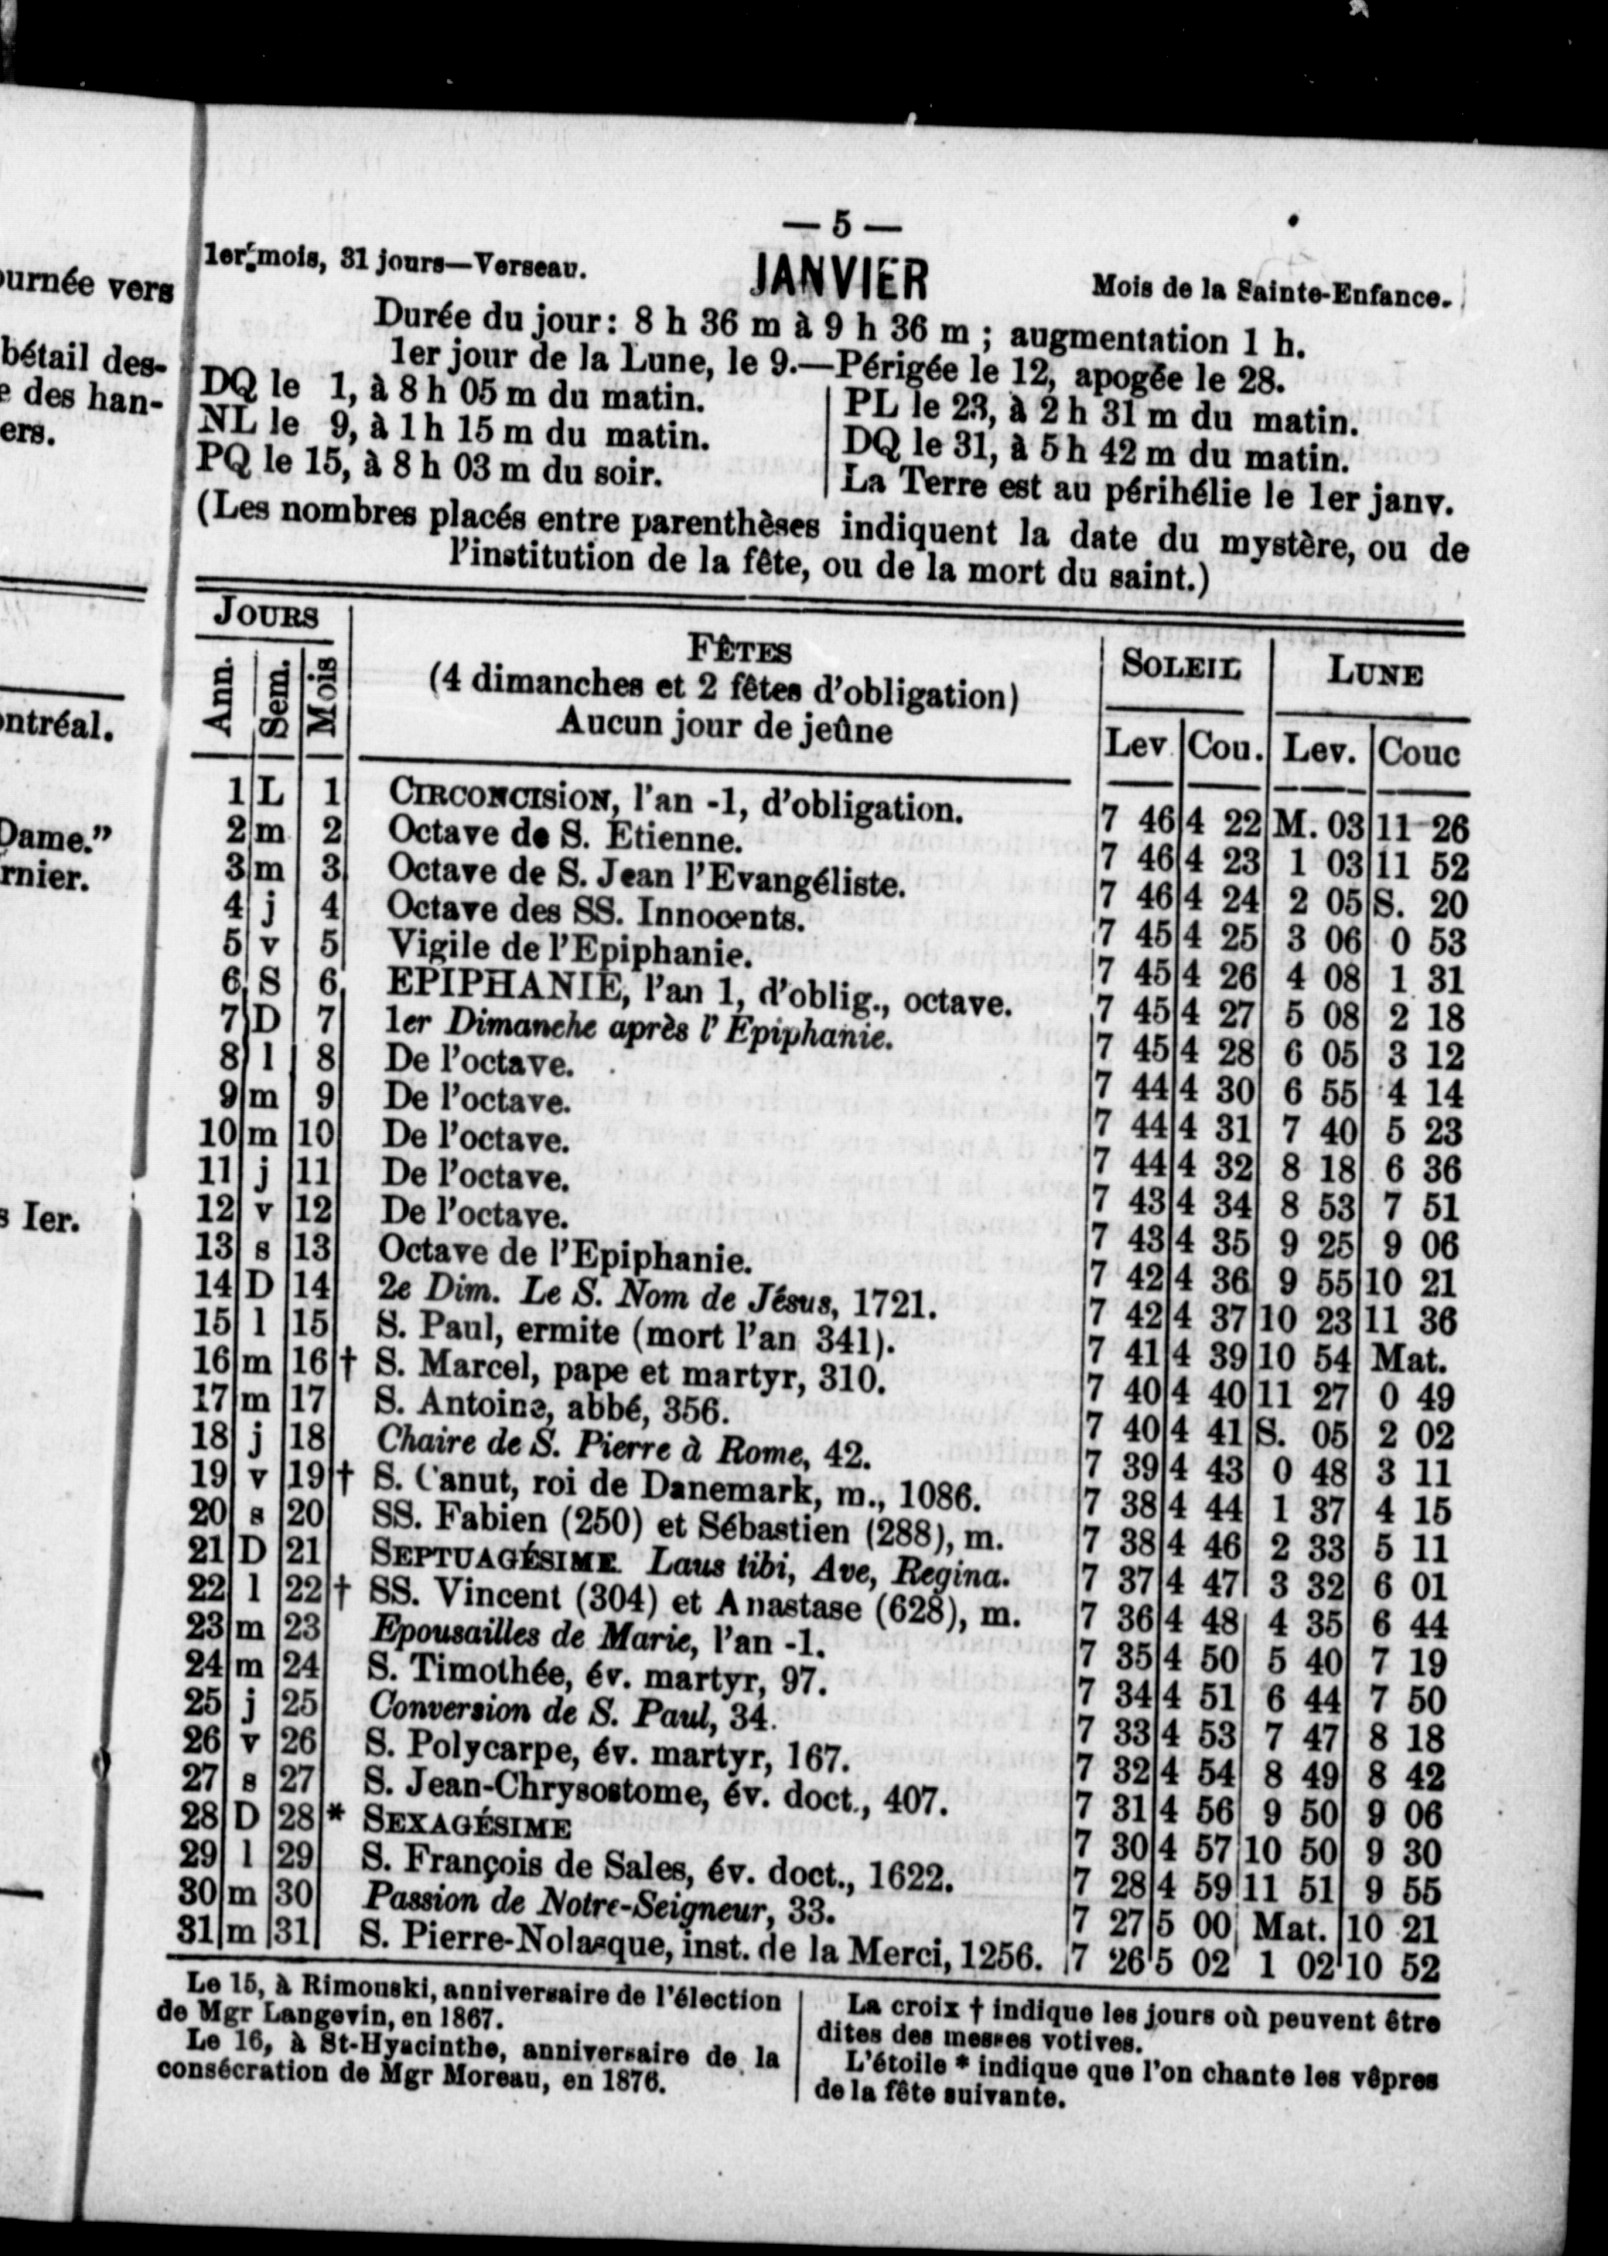 — 5 —
1er mois, 31 jours—Verseau. JANVIER Mois de la Sainte-Enfance.
Durée du jour: 8 h 36 m à 9 h 36 m ; augmentation 1 h.
1er jour de la Lune, le 9.—Périgée le 12, apogée le 28.
DQ le 1, à 8 h 05 m du matin. PL le 23, à 2 h 31 m du matin.
NL le 9, à 1 h 15 m du matin. DQ le 31, à 5 h 42 m du matin.
PQ le 15, à 8 h 03 m du soir. La Terre est au périhélie le 1er janv.
(Les nombres placés entre parenthèses indiquent la date du mystère, ou de
l'institution de la fête, ou de la mort du saint.)
JOURS FÊTES SOLEIL LUNE
(4 dimanches et 2 fêtes d'obligation)
Aucun jour de jeûne
Ann. Sem. Mois Lev Cou. Lev. Couc
1 L 1 CIRCONCISION, l'an -1, d'obligation. 7 46 4 22 M. 03 11 26
2 m 2 Octave de S. Etienne. 7 46 4 23 1 03 11 52
3 m 3 Octave de S. Jean l'Evangéliste. 7 46 4 24 2 05 S. 20
4 j 4 Octave des SS. Innocents. 7 45 4 25 3 06 0 53
5 v 5 Vigile de l'Epiphanie. 7 45 4 26 4 08 1 31
6 S 6 EPIPHANIE, l'an 1, d'oblig., octave. 7 45 4 27 5 08 2 18
7 D 7 1er Dimanche après l'Epiphanie. 7 45 4 28 6 05 3 12
8 l 8 De l'octave. 7 44 4 30 6 55 4 14
9 m 9 De l'octave. 7 44 4 31 7 40 5 23
10 m 10 De l'octave. 7 44 4 32 8 18 6 36
11 j 11 De l'octave. 7 43 4 34 8 53 7 51
12 v 12 De l'octave. 7 43 4 35 9 25 9 06
13 s 13 Octave de l'Epiphanie. 7 42 4 36 9 55 10 21
14 D 14 2e Dim. Le S. Nom de Jésus, 1721. 7 42 4 37 10 23 11 36
15 l 15 S. Paul, ermite (mort l'an 341). 7 41 4 39 10 54 Mat.
16 m 16 † S. Marcel, pape et martyr, 310. 7 40 4 40 11 27 0 49
17 m 17 S. Antoine, abbé, 356. 7 40 4 41 S. 05 2 02
18 j 18 Chaire de S. Pierre à Rome, 42. 7 39 4 43 0 48 3 11
19 v 19 † S. Canut, roi de Danemark, m., 1086. 7 38 4 44 1 37 4 15
20 s 20 SS. Fabien (250) et Sébastien (288), m. 7 38 4 46 2 33 5 11
21 D 21 SEPTUAGÉSIME Laus tibi, Ave, Regina. 7 37 4 47 3 32 6 01
22 l 22 † SS. Vincent (304) et Anastase (628), m. 7 36 4 48 4 35 6 44
23 m 23 Epousailles de Marie, l'an -1. 7 35 4 50 5 40 7 19
24 m 24 S. Timothée, év. martyr, 97. 7 34 4 51 6 44 7 50
25 j 25 Conversion de S. Paul, 34. 7 33 4 53 7 47 8 18
26 v 26 S. Polycarpe, év. martyr, 167. 7 32 4 54 8 49 8 42
27 s 27 S. Jean-Chrysostome, év. doct., 407. 7 31 4 56 9 50 9 06
28 D 28 * SEXAGÉSIME 7 30 4 57 10 50 9 30
29 l 29 S. François de Sales, év. doct., 1622. 7 28 4 59 11 51 9 55
30 m 30 Passion de Notre-Seigneur, 33. 7 27 5 00 Mat. 10 21
31 m 31 S. Pierre-Nolasque, inst. de la Merci, 1256. 7 26 5 02 1 02 10 52
Le 15, à Rimouski, anniversaire de l'élection
de Mgr Langevin, en 1867.
Le 16, à St-Hyacinthe, anniversaire de la
consécration de Mgr Moreau, en 1876.
La croix † indique les jours où peuvent être
dites des messes votives.
L'étoile * indique que l'on chante les vêpres
de la fête suivante.
ournée vers
bétail des-
e des han-
ers.
ontréal.
Dame."
rnier.
s Ier.